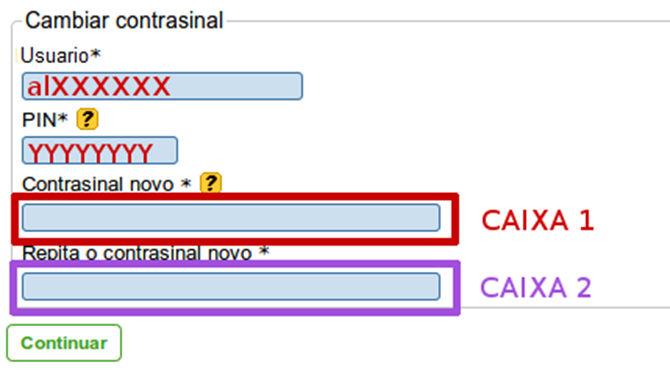 Cambiar contrasinal
Usuario*
alXXXXXX
PIN* ?
YYYYYYYY
Contrasinal novo * ?
CAIXA 1
Repita o contrasinal novo *
CAIXA 2
Continuar